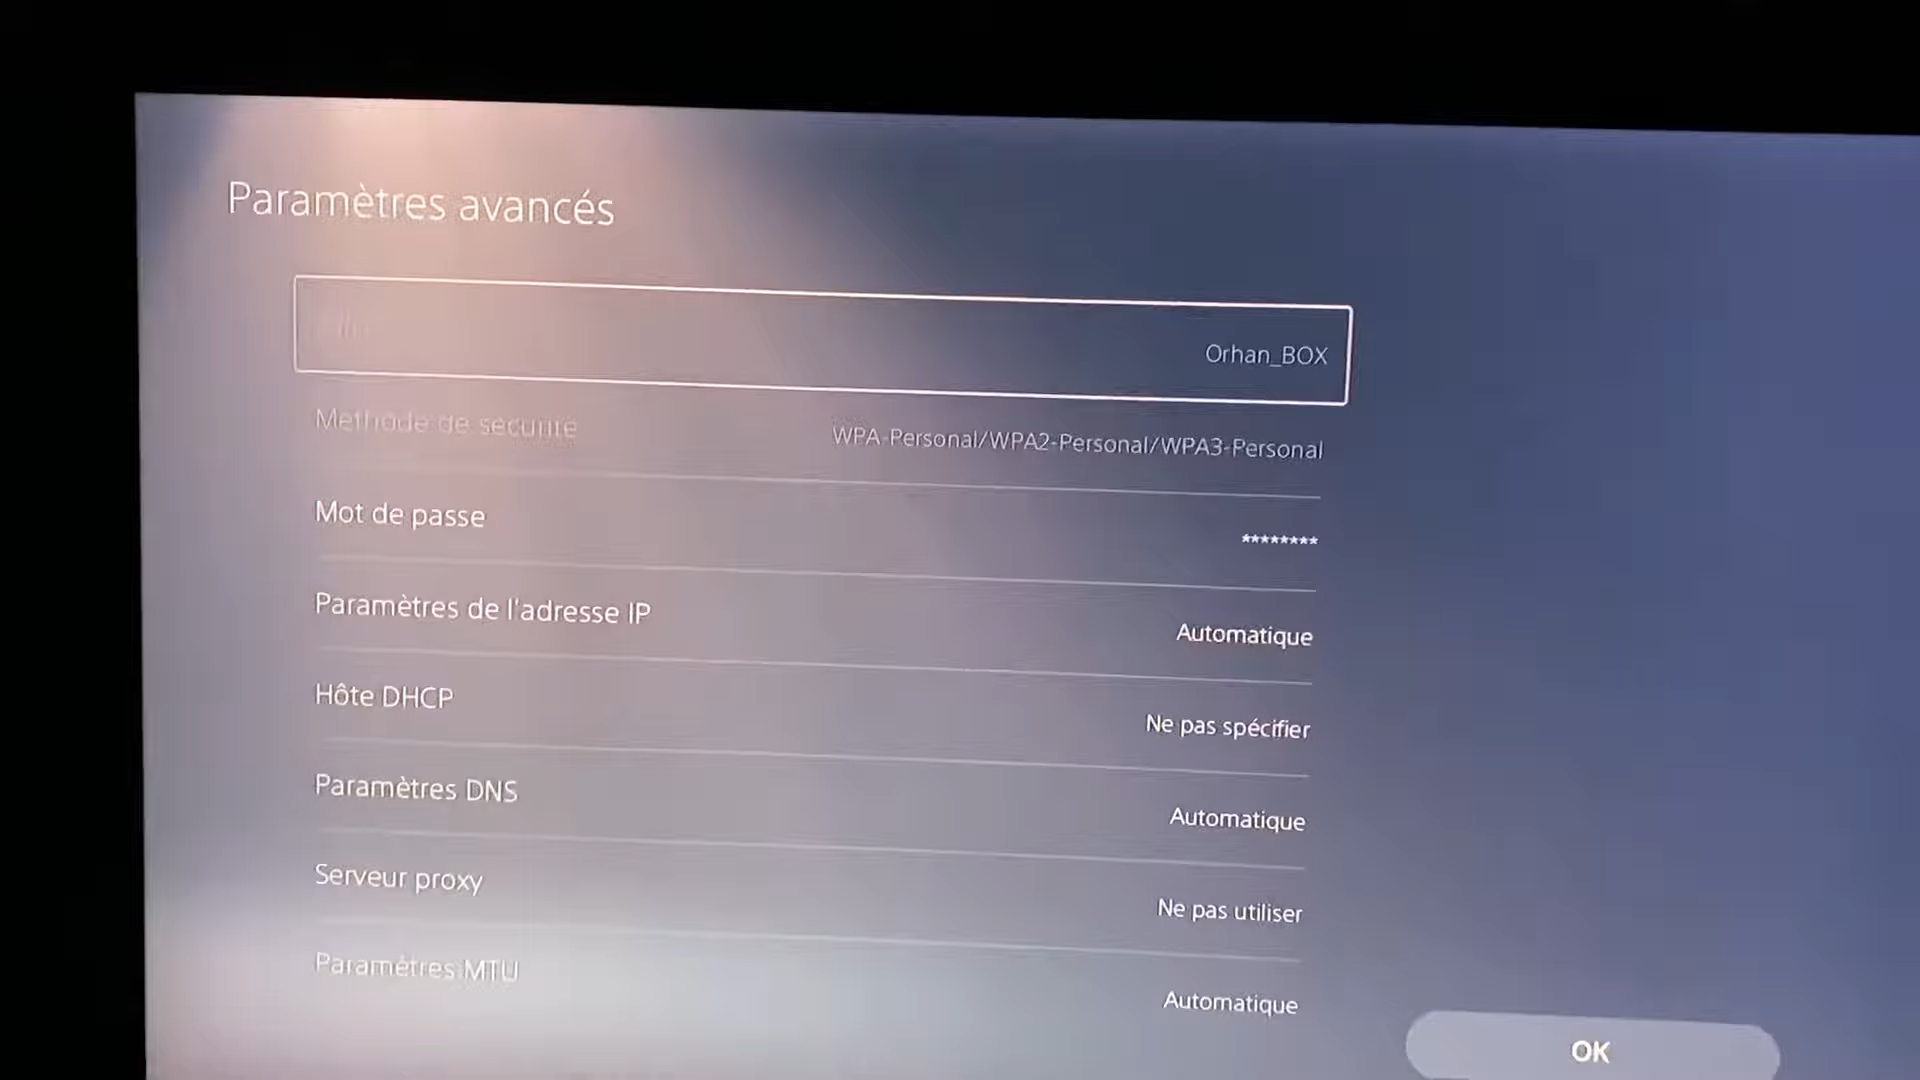 Paramètres avancés
Orhan_BOX
Méthode de sécurité WPA-Personal/WPA2-Personal/WPA3-Personal
Mot de passe ********
Paramètres de l'adresse IP Automatique
Hôte DHCP Ne pas spécifier
Paramètres DNS Automatique
Serveur proxy Ne pas utiliser
Paramètres MTU Automatique
OK